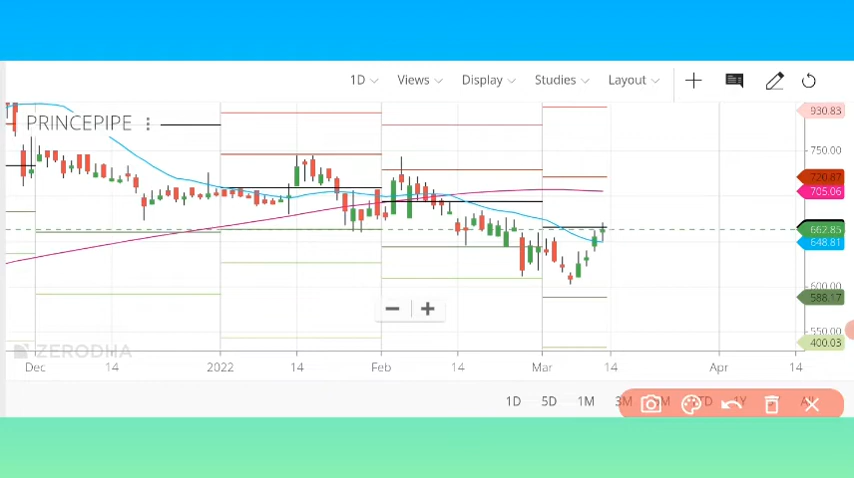 1D Views Display Studies Layout
930.83
PRINCEPIPE
750.00
720.87
705.06
662.85
648.81
600.00
588.17
550.00
400.03
ZERODHA
Dec 14 2022 14 Feb 14 Mar 14 Apr 14
1D 5D 1M 3M